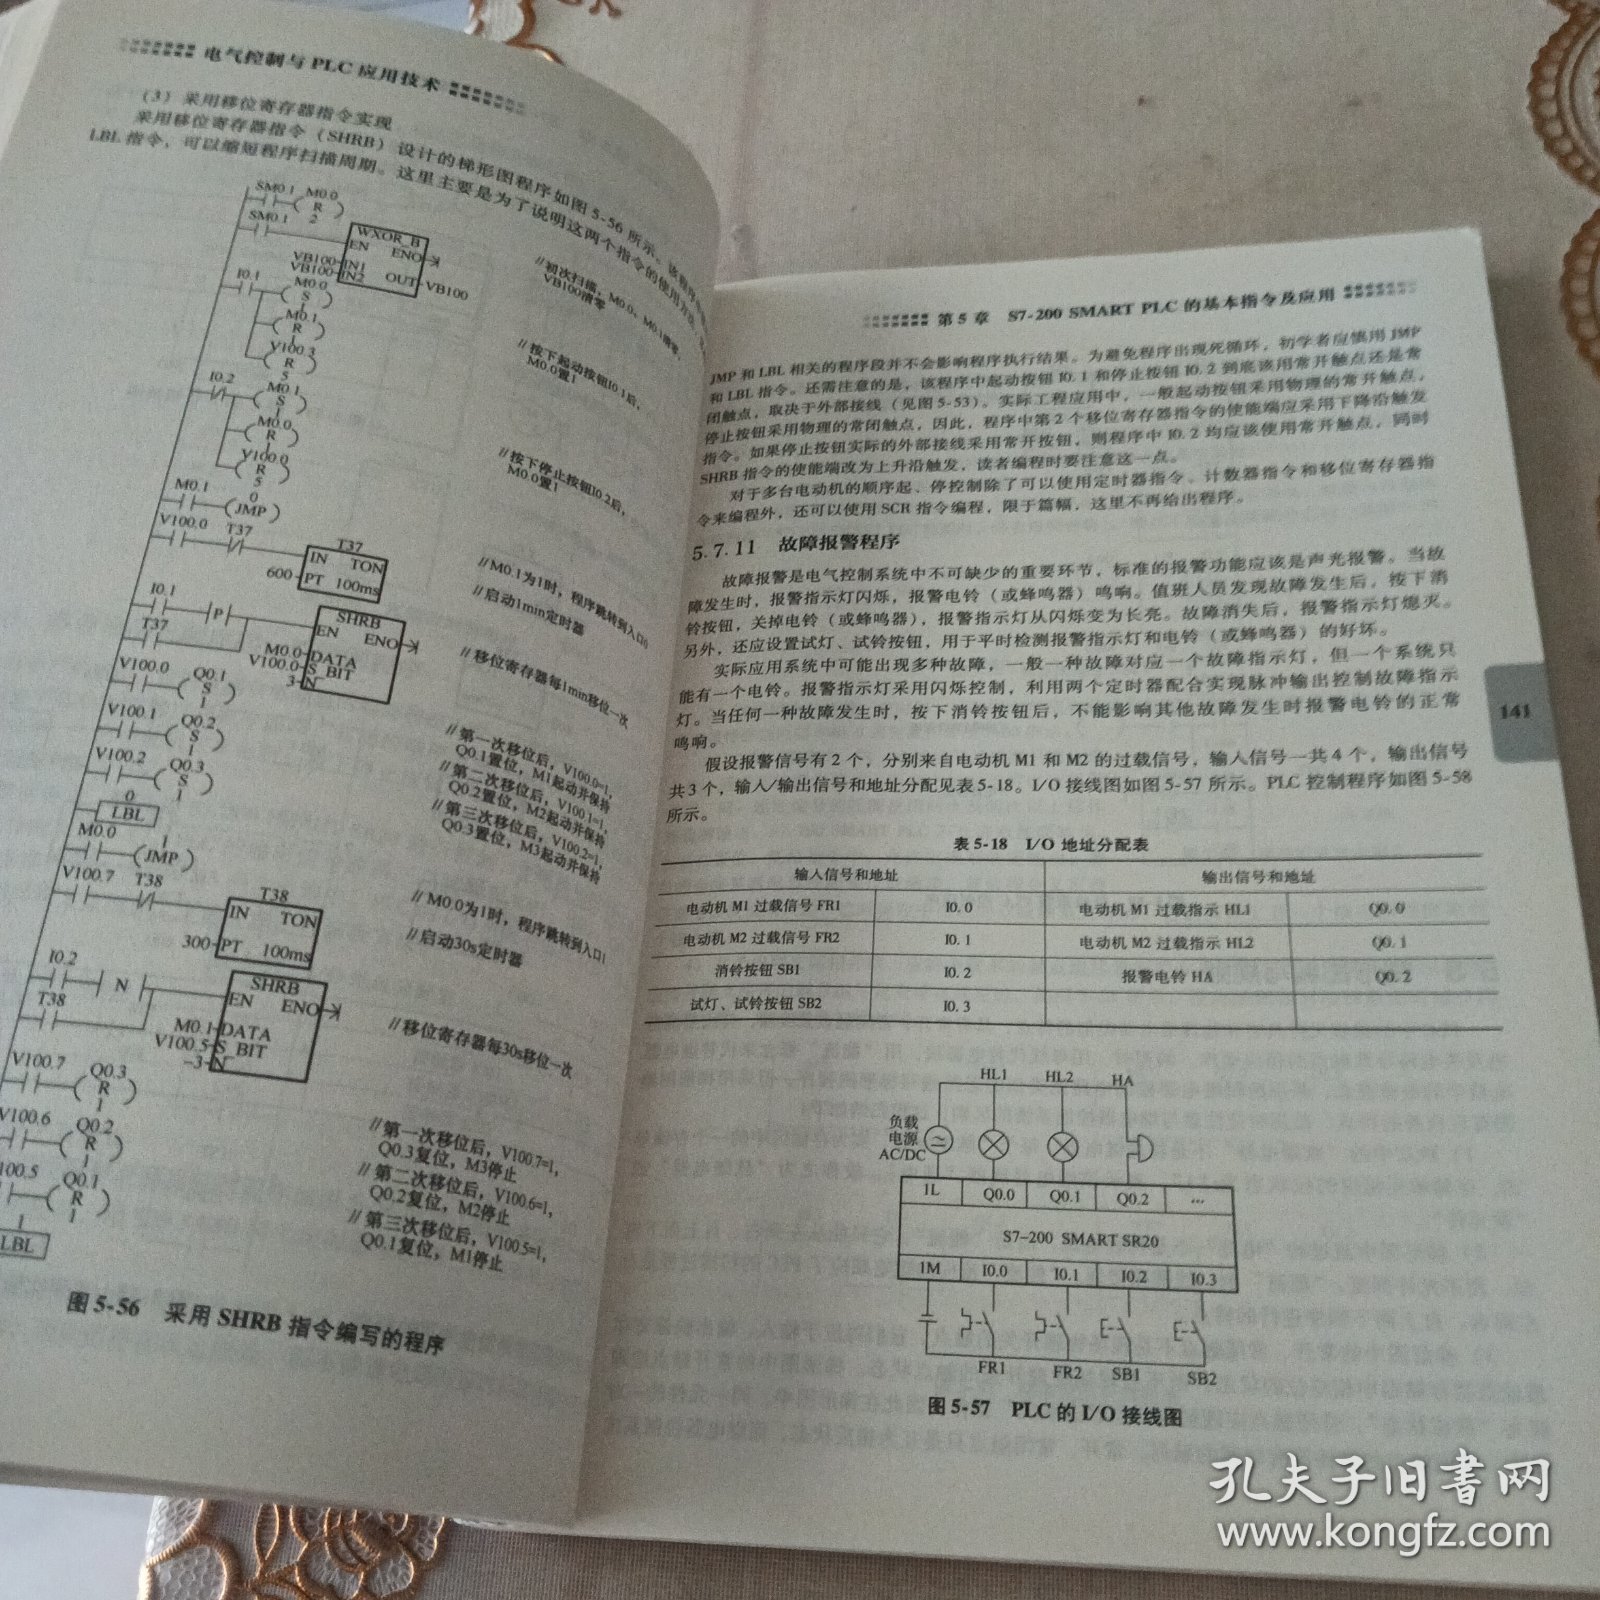 电气控制与PLC应用技术
（3）采用移位寄存器指令实现
采用移位寄存器指令（SHRB）设计的梯形图程序如图5-56所示。
LBL指令，可以缩短程序扫描周期。这里主要是为了说明这两个指令的使用方法。
SM0.1 M0.0
R
2
SM0.1
WXOR_B
EN ENO
VB100 IN1
VB100 IN2 OUT VB100
//初次扫描，M0.0、M0.1清零，
VB100清零
I0.1 M0.0
S
1
M0.1
R
1
V100.3
R
5
//按下起动按钮I0.1后，
M0.0置1
I0.2 M0.1
S
1
M0.0
R
1
V100.0
R
5
//按下停止按钮I0.2后，
M0.0置1
M0.1 0
(JMP)
//M0.1为1时，程序跳转到入口0
V100.0 T37 T37
IN TON
600 PT 100ms
//启动1min定时器
I0.1 P SHRB
EN ENO
T37
M0.0 DATA
V100.0 S_BIT
3 N
//移位寄存器每1min移位一次
V100.0 Q0.1
S
1
V100.1 Q0.2
S
1
V100.2 Q0.3
S
1
//第一次移位后，V100.0=1，
Q0.1置位，M1起动并保持
//第二次移位后，V100.1=1，
Q0.2置位，M2起动并保持
//第三次移位后，V100.2=1，
Q0.3置位，M3起动并保持
0
LBL
M0.0 1
(JMP)
//M0.0为1时，程序跳转到入口1
V100.7 T38 T38
IN TON
300 PT 100ms
//启动30s定时器
I0.2 N SHRB
EN ENO
T38
M0.1 DATA
V100.5 S_BIT
-3 N
//移位寄存器每30s移位一次
V100.7 Q0.3
R
1
V100.6 Q0.2
R
1
V100.5 Q0.1
R
1
//第一次移位后，V100.7=1，
Q0.3复位，M3停止
//第二次移位后，V100.6=1，
Q0.2复位，M2停止
//第三次移位后，V100.5=1，
Q0.1复位，M1停止
1
LBL
图5-56 采用SHRB指令编写的程序
第5章 S7-200 SMART PLC的基本指令及应用
JMP和LBL相关的程序段并不会影响程序执行结果。为避免程序出现死循环，初学者应慎用JMP
和LBL指令。还需注意的是，该程序中起动按钮I0.1和停止按钮I0.2到底该用常开触点还是常
闭触点，取决于外部接线（见图5-53）。实际工程应用中，一般起动按钮采用物理的常开触点，
停止按钮采用物理的常闭触点，因此，程序中第2个移位寄存器指令的使能端应采用下降沿触发
指令。如果停止按钮实际的外部接线采用常开按钮，则程序中I0.2均应该使用常开触点，同时
SHRB指令的使能端改为上升沿触发，读者编程时要注意这一点。
对于多台电动机的顺序起、停控制除了可以使用定时器指令、计数器指令和移位寄存器指
令来编程外，还可以使用SCR指令编程，限于篇幅，这里不再给出程序。
5.7.11 故障报警程序
故障报警是电气控制系统中不可缺少的重要环节，标准的报警功能应该是声光报警。当故
障发生时，报警指示灯闪烁，报警电铃（或蜂鸣器）鸣响。值班人员发现故障发生后，按下消
铃按钮，关掉电铃（或蜂鸣器），报警指示灯从闪烁变为长亮。故障消失后，报警指示灯熄灭。
另外，还应设置试灯、试铃按钮，用于平时检测报警指示灯和电铃（或蜂鸣器）的好坏。
实际应用系统中可能出现多种故障，一般一种故障对应一个故障指示灯，但一个系统只
能有一个电铃。报警指示灯采用闪烁控制，利用两个定时器配合实现脉冲输出控制故障指示
灯。当任何一种故障发生时，按下消铃按钮后，不能影响其他故障发生时报警电铃的正常
鸣响。
假设报警信号有2个，分别来自电动机M1和M2的过载信号，输入信号一共4个，输出信号
共3个，输入/输出信号和地址分配见表5-18。I/O接线图如图5-57所示。PLC控制程序如图5-58
所示。
141
表5-18 I/O地址分配表
输入信号和地址 输出信号和地址
电动机M1过载信号FR1 I0.0 电动机M1过载指示HL1 Q0.0
电动机M2过载信号FR2 I0.1 电动机M2过载指示HL2 Q0.1
消铃按钮SB1 I0.2 报警电铃HA Q0.2
试灯、试铃按钮SB2 I0.3
HL1 HL2 HA
负载
电源
AC/DC
1L Q0.0 Q0.1 Q0.2 …
S7-200 SMART SR20
1M I0.0 I0.1 I0.2 I0.3
FR1 FR2 SB1 SB2
图5-57 PLC的I/O接线图
孔夫子旧书网
www.kongfz.com